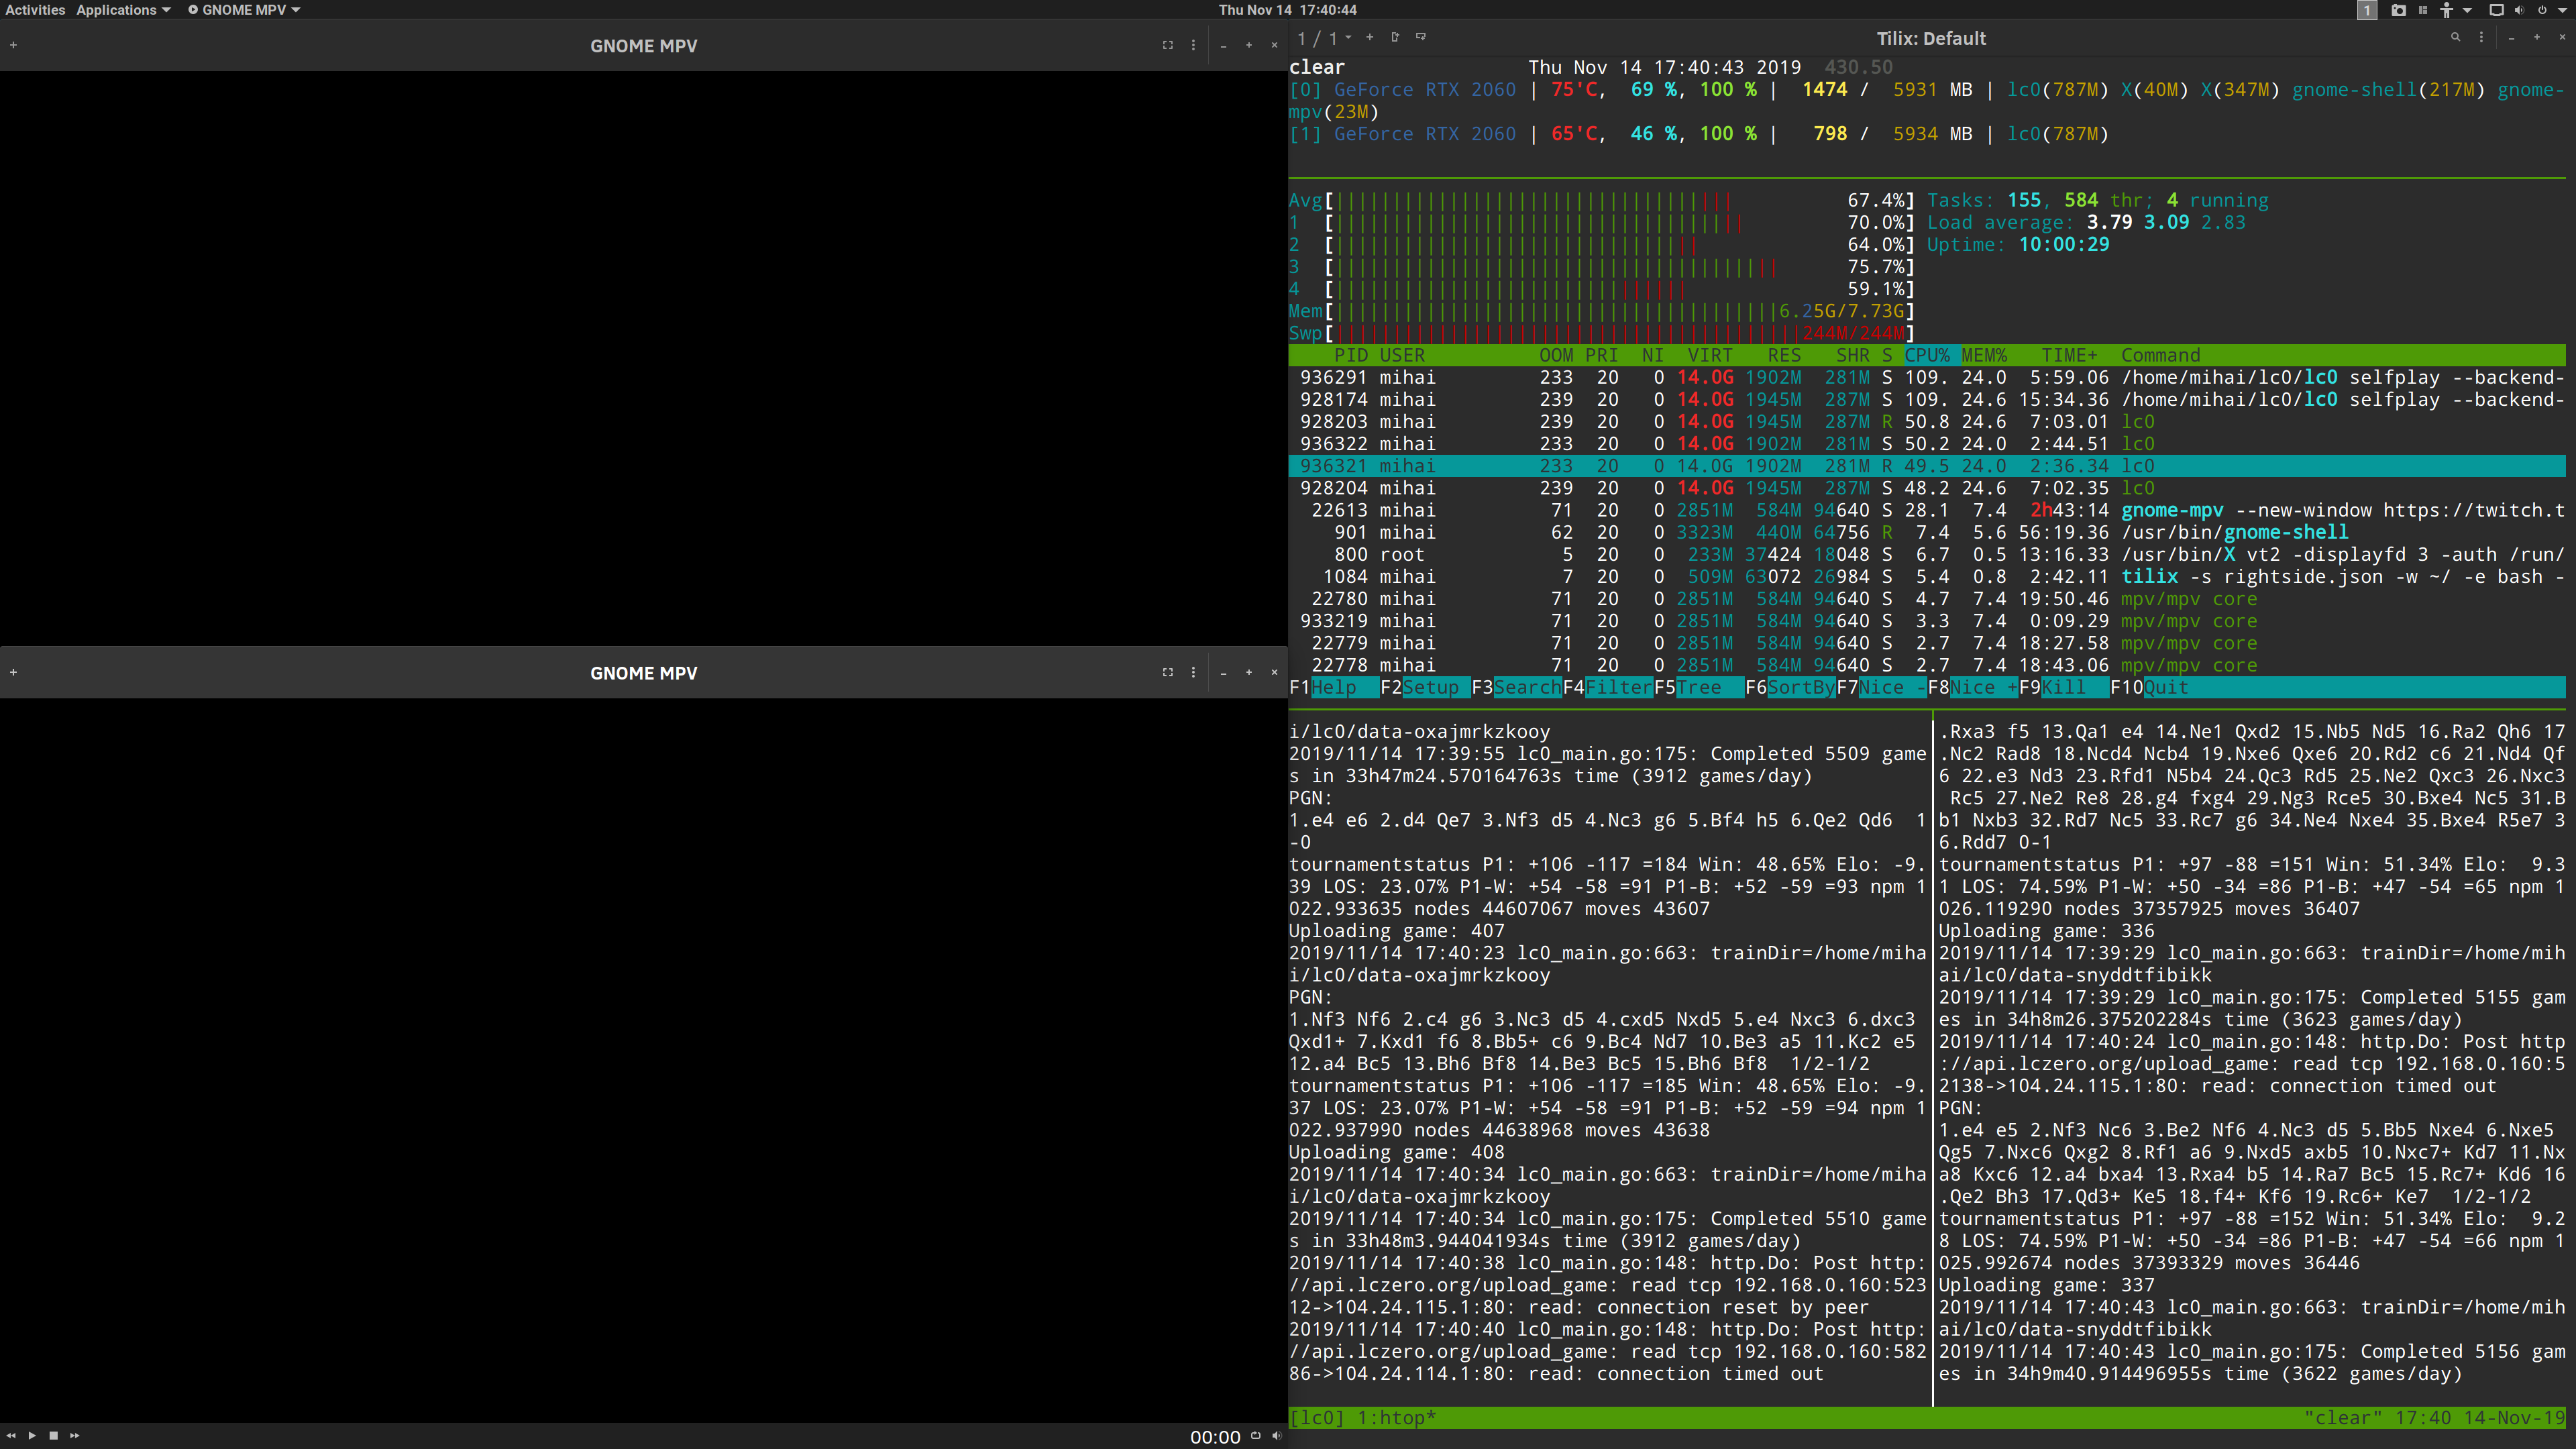 Activities Applications GNOME MPV Thu Nov 14 17:40:44 1
GNOME MPV
GNOME MPV
00:00
1 / 1 Tilix: Default
clear Thu Nov 14 17:40:43 2019 430.50
[0] GeForce RTX 2060 | 75'C, 69 %, 100 % | 1474 / 5931 MB | lc0(787M) X(40M) X(347M) gnome-shell(217M) gnome-
mpv(23M)
[1] GeForce RTX 2060 | 65'C, 46 %, 100 % | 798 / 5934 MB | lc0(787M)
Avg[ 67.4%] Tasks: 155, 584 thr; 4 running
1 [ 70.0%] Load average: 3.79 3.09 2.83
2 [ 64.0%] Uptime: 10:00:29
3 [ 75.7%]
4 [ 59.1%]
Mem[ 6.25G/7.73G]
Swp[ 244M/244M]
PID USER OOM PRI NI VIRT RES SHR S CPU% MEM% TIME+ Command
936291 mihai 233 20 0 14.0G 1902M 281M S 109. 24.0 5:59.06 /home/mihai/lc0/lc0 selfplay --backend-
928174 mihai 239 20 0 14.0G 1945M 287M S 109. 24.6 15:34.36 /home/mihai/lc0/lc0 selfplay --backend-
928203 mihai 239 20 0 14.0G 1945M 287M R 50.8 24.6 7:03.01 lc0
936322 mihai 233 20 0 14.0G 1902M 281M S 50.2 24.0 2:44.51 lc0
936321 mihai 233 20 0 14.0G 1902M 281M R 49.5 24.0 2:36.34 lc0
928204 mihai 239 20 0 14.0G 1945M 287M S 48.2 24.6 7:02.35 lc0
22613 mihai 71 20 0 2851M 584M 94640 S 28.1 7.4 2h43:14 gnome-mpv --new-window https://twitch.t
901 mihai 62 20 0 3323M 440M 64756 R 7.4 5.6 56:19.36 /usr/bin/gnome-shell
800 root 5 20 0 233M 37424 18048 S 6.7 0.5 13:16.33 /usr/bin/X vt2 -displayfd 3 -auth /run/
1084 mihai 7 20 0 509M 63072 26984 S 5.4 0.8 2:42.11 tilix -s rightside.json -w ~/ -e bash -
22780 mihai 71 20 0 2851M 584M 94640 S 4.7 7.4 19:50.46 mpv/mpv core
933219 mihai 71 20 0 2851M 584M 94640 S 3.3 7.4 0:09.29 mpv/mpv core
22779 mihai 71 20 0 2851M 584M 94640 S 2.7 7.4 18:27.58 mpv/mpv core
22778 mihai 71 20 0 2851M 584M 94640 S 2.7 7.4 18:43.06 mpv/mpv core
F1Help F2Setup F3SearchF4FilterF5Tree F6SortByF7Nice -F8Nice +F9Kill F10Quit
i/lc0/data-oxajmrkzkooy
2019/11/14 17:39:55 lc0_main.go:175: Completed 5509 game
s in 33h47m24.570164763s time (3912 games/day)
PGN:
1.e4 e6 2.d4 Qe7 3.Nf3 d5 4.Nc3 g6 5.Bf4 h5 6.Qe2 Qd6 1
-0
tournamentstatus P1: +106 -117 =184 Win: 48.65% Elo: -9.
39 LOS: 23.07% P1-W: +54 -58 =91 P1-B: +52 -59 =93 npm 1
022.933635 nodes 44607067 moves 43607
Uploading game: 407
2019/11/14 17:40:23 lc0_main.go:663: trainDir=/home/miha
i/lc0/data-oxajmrkzkooy
PGN:
1.Nf3 Nf6 2.c4 g6 3.Nc3 d5 4.cxd5 Nxd5 5.e4 Nxc3 6.dxc3
Qxd1+ 7.Kxd1 f6 8.Bb5+ c6 9.Bc4 Nd7 10.Be3 a5 11.Kc2 e5
12.a4 Bc5 13.Bh6 Bf8 14.Be3 Bc5 15.Bh6 Bf8 1/2-1/2
tournamentstatus P1: +106 -117 =185 Win: 48.65% Elo: -9.
37 LOS: 23.07% P1-W: +54 -58 =91 P1-B: +52 -59 =94 npm 1
022.937990 nodes 44638968 moves 43638
Uploading game: 408
2019/11/14 17:40:34 lc0_main.go:663: trainDir=/home/miha
i/lc0/data-oxajmrkzkooy
2019/11/14 17:40:34 lc0_main.go:175: Completed 5510 game
s in 33h48m3.944041934s time (3912 games/day)
2019/11/14 17:40:38 lc0_main.go:148: http.Do: Post http:
//api.lczero.org/upload_game: read tcp 192.168.0.160:523
12->104.24.115.1:80: read: connection reset by peer
2019/11/14 17:40:40 lc0_main.go:148: http.Do: Post http:
//api.lczero.org/upload_game: read tcp 192.168.0.160:582
86->104.24.114.1:80: read: connection timed out
.Rxa3 f5 13.Qa1 e4 14.Ne1 Qxd2 15.Nb5 Nd5 16.Ra2 Qh6 17
.Nc2 Rad8 18.Ncd4 Ncb4 19.Nxe6 Qxe6 20.Rd2 c6 21.Nd4 Qf
6 22.e3 Nd3 23.Rfd1 N5b4 24.Qc3 Rd5 25.Ne2 Qxc3 26.Nxc3
Rc5 27.Ne2 Re8 28.g4 fxg4 29.Ng3 Rce5 30.Bxe4 Nc5 31.B
b1 Nxb3 32.Rd7 Nc5 33.Rc7 g6 34.Ne4 Nxe4 35.Bxe4 R5e7 3
6.Rdd7 0-1
tournamentstatus P1: +97 -88 =151 Win: 51.34% Elo: 9.3
1 LOS: 74.59% P1-W: +50 -34 =86 P1-B: +47 -54 =65 npm 1
026.119290 nodes 37357925 moves 36407
Uploading game: 336
2019/11/14 17:39:29 lc0_main.go:663: trainDir=/home/mih
ai/lc0/data-snyddtfibikk
2019/11/14 17:39:29 lc0_main.go:175: Completed 5155 gam
es in 34h8m26.375202284s time (3623 games/day)
2019/11/14 17:40:24 lc0_main.go:148: http.Do: Post http
://api.lczero.org/upload_game: read tcp 192.168.0.160:5
2138->104.24.115.1:80: read: connection timed out
PGN:
1.e4 e5 2.Nf3 Nc6 3.Be2 Nf6 4.Nc3 d5 5.Bb5 Nxe4 6.Nxe5
Qg5 7.Nxc6 Qxg2 8.Rf1 a6 9.Nxd5 axb5 10.Nxc7+ Kd7 11.Nx
a8 Kxc6 12.a4 bxa4 13.Rxa4 b5 14.Ra7 Bc5 15.Rc7+ Kd6 16
.Qe2 Bh3 17.Qd3+ Ke5 18.f4+ Kf6 19.Rc6+ Ke7 1/2-1/2
tournamentstatus P1: +97 -88 =152 Win: 51.34% Elo: 9.2
8 LOS: 74.59% P1-W: +50 -34 =86 P1-B: +47 -54 =66 npm 1
025.992674 nodes 37393329 moves 36446
Uploading game: 337
2019/11/14 17:40:43 lc0_main.go:663: trainDir=/home/mih
ai/lc0/data-snyddtfibikk
2019/11/14 17:40:43 lc0_main.go:175: Completed 5156 gam
es in 34h9m40.914496955s time (3622 games/day)
[lc0] 1:htop* "clear" 17:40 14-Nov-19